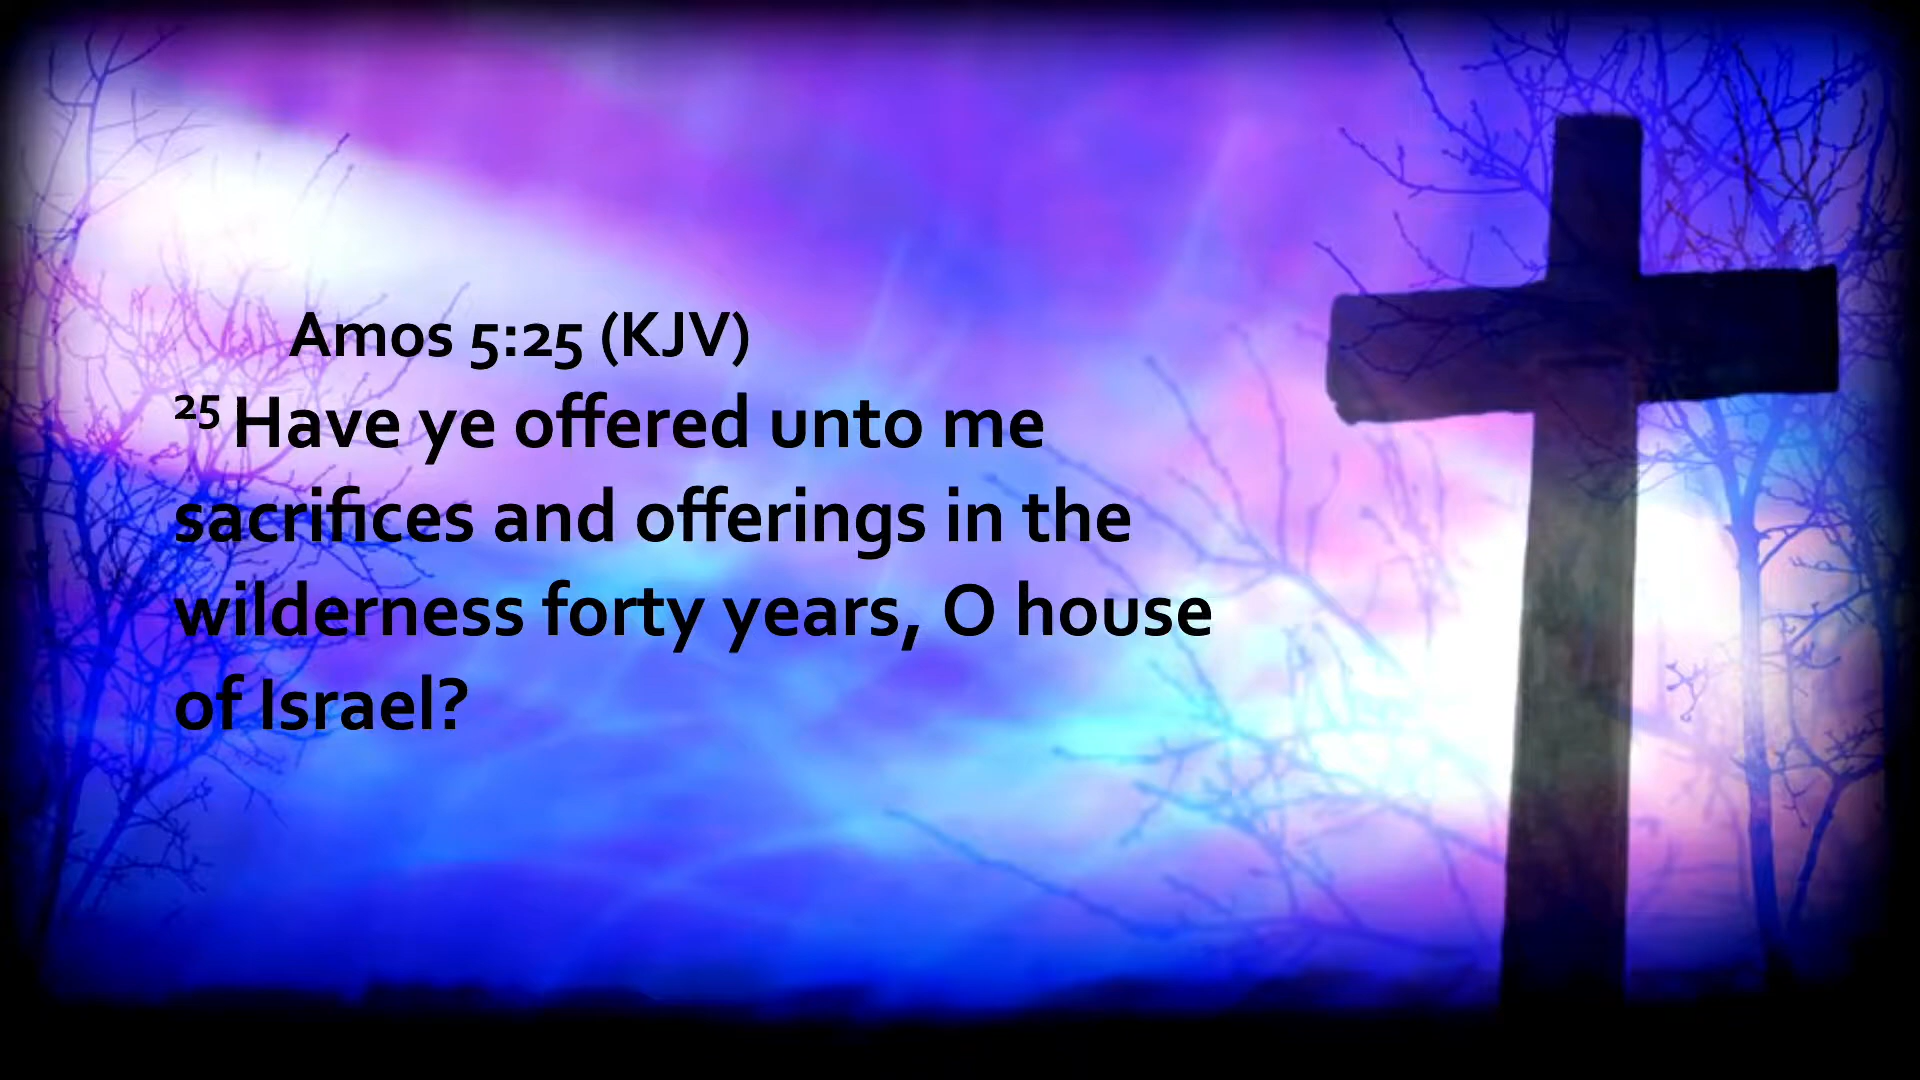 Amos 5:25 (KJV)
25 Have ye offered unto me
sacrifices and offerings in the
wilderness forty years, O house
of Israel?